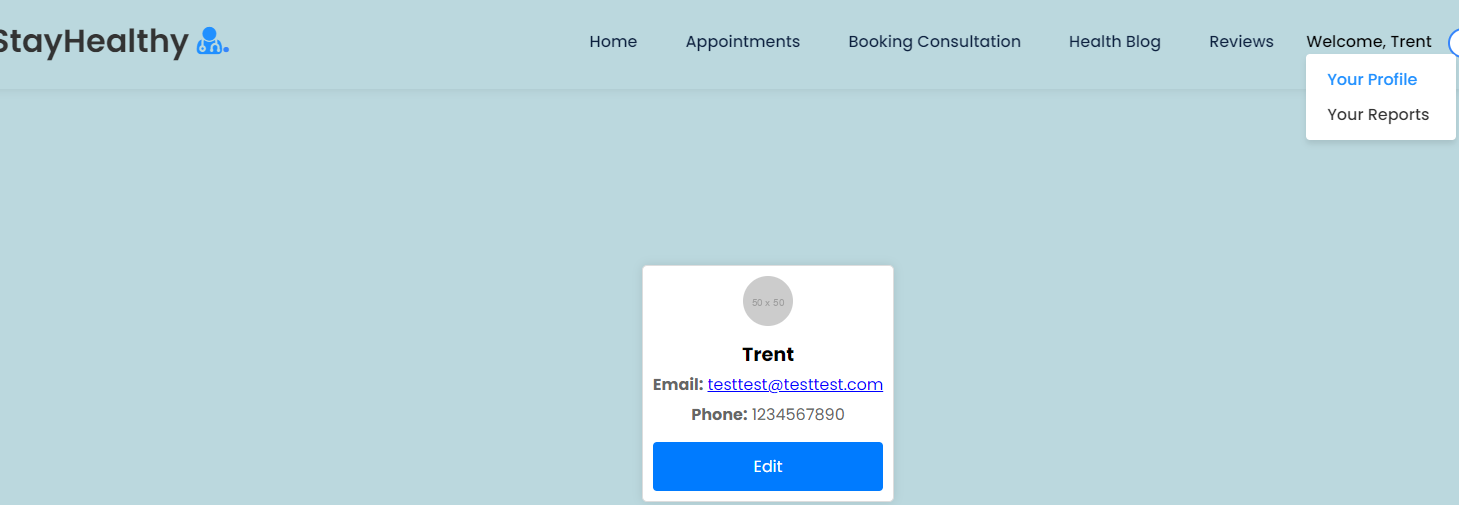 StayHealthy
Home Appointments Booking Consultation Health Blog Reviews Welcome, Trent
Your Profile
Your Reports
50 x 50
Trent
Email: testtest@testtest.com
Phone: 1234567890
Edit